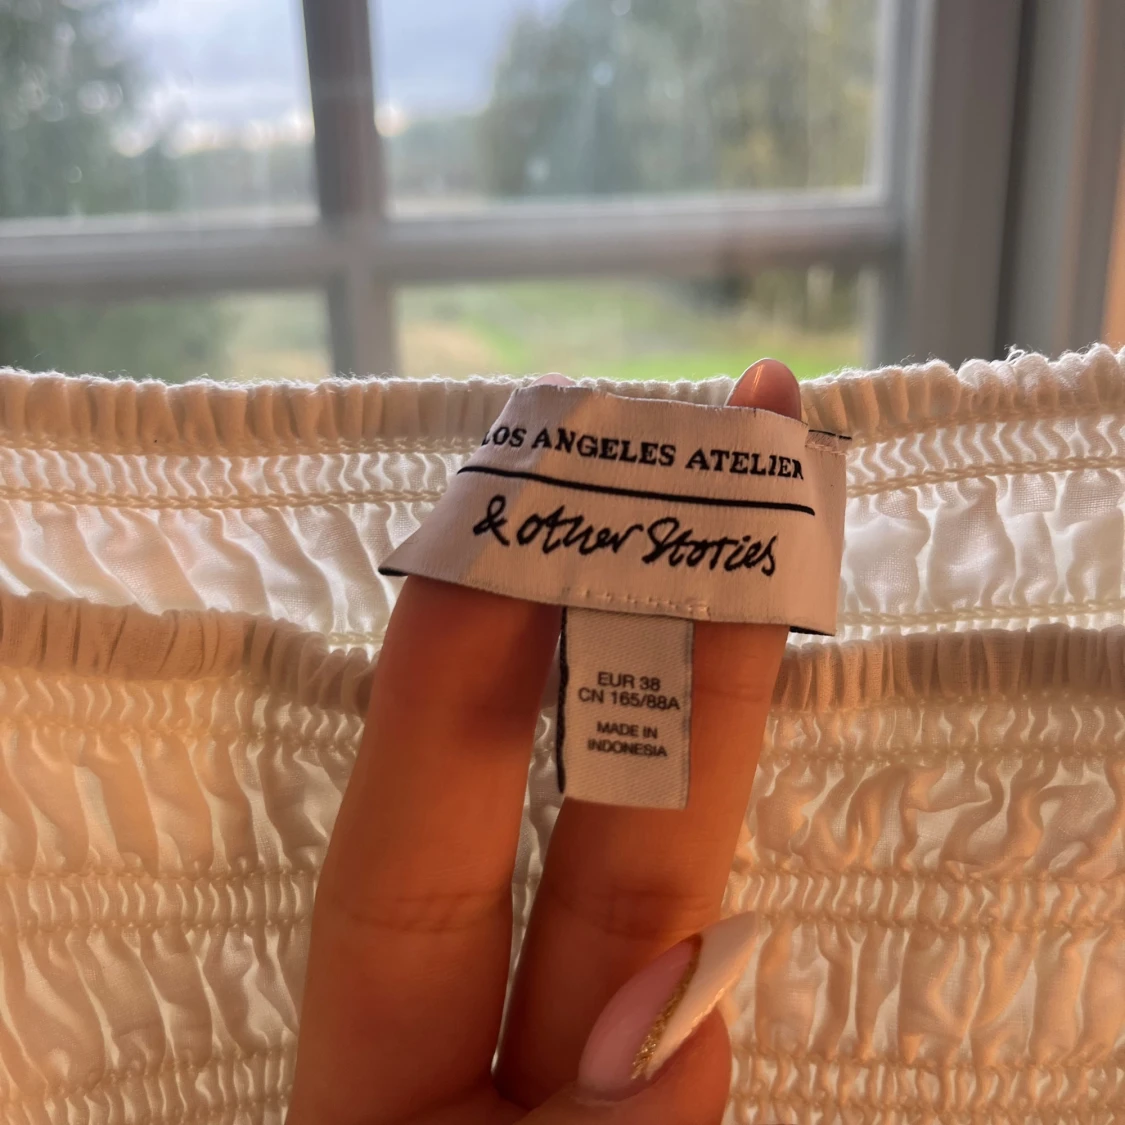 LOS ANGELES ATELIER
& other Stories
EUR 38
CN 165/88A
MADE IN
INDONESIA